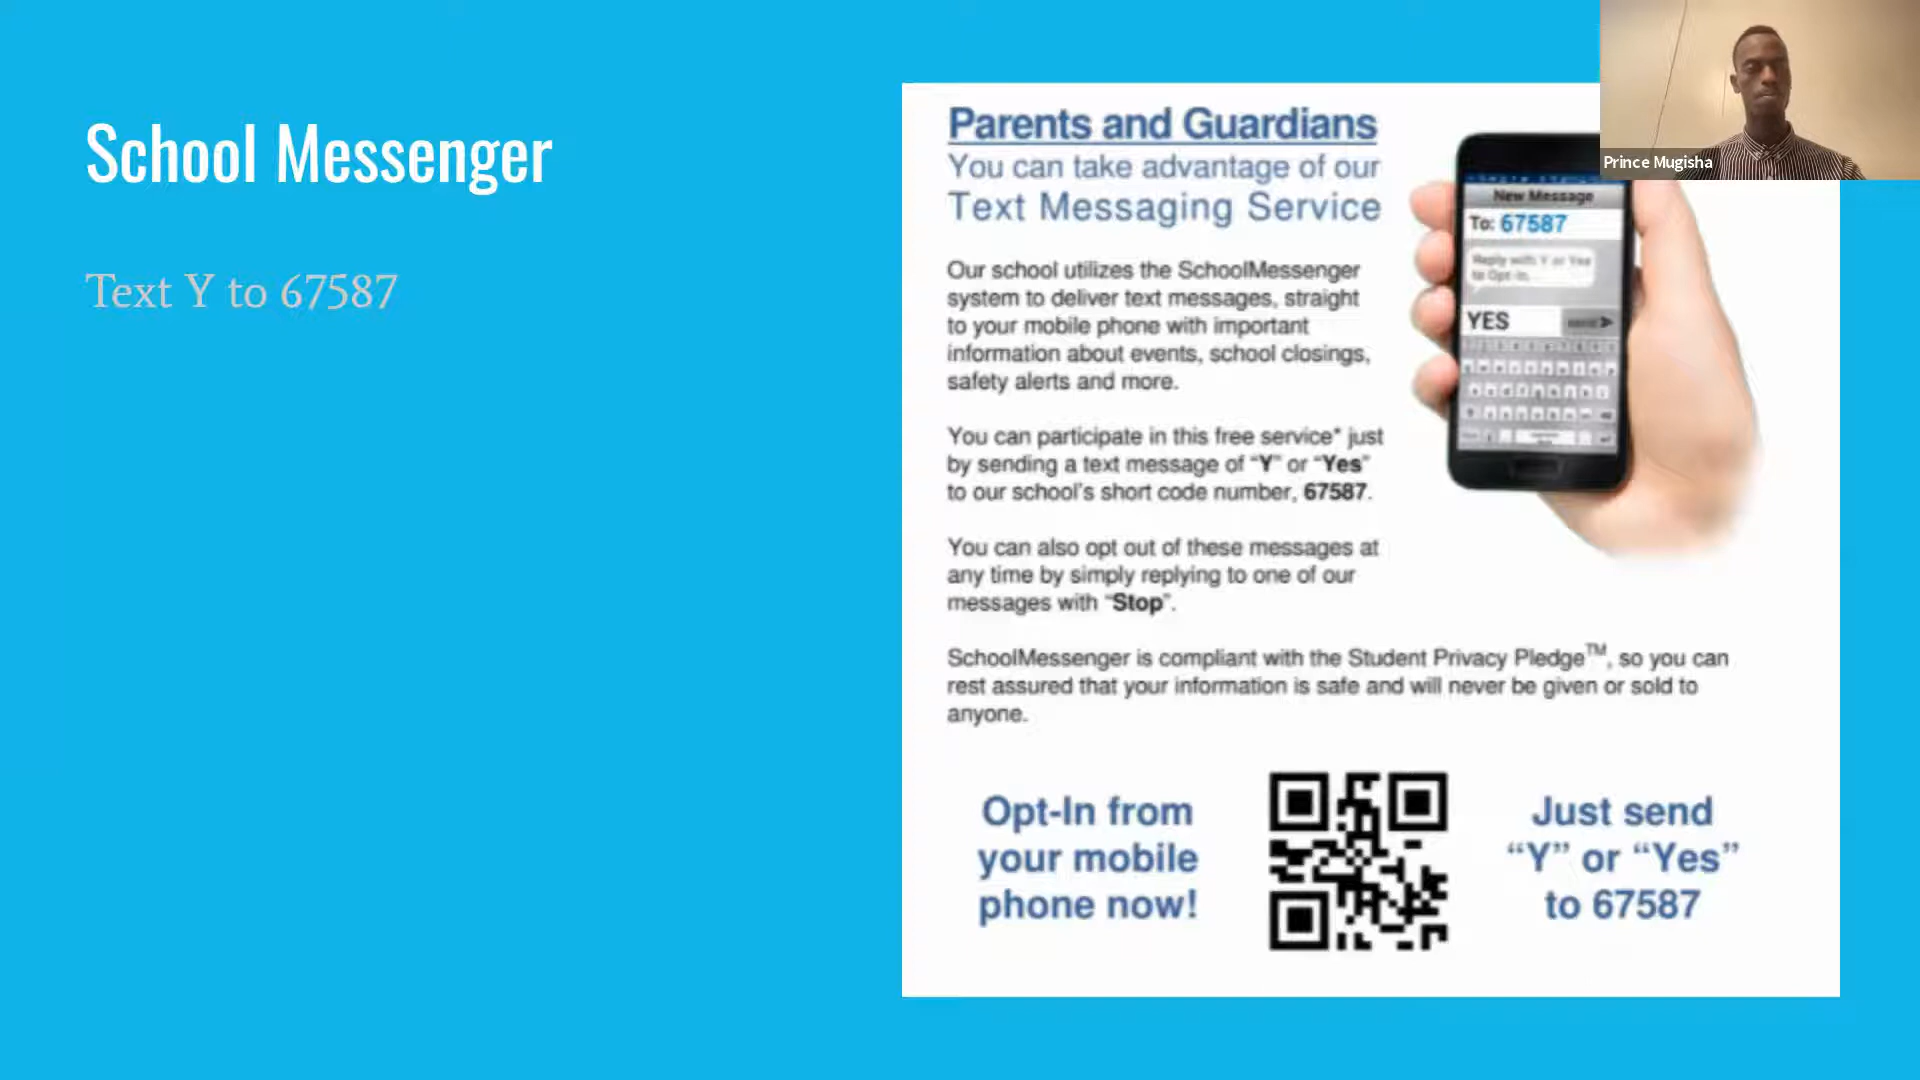 School Messenger
Text Y to 67587
Parents and Guardians
You can take advantage of our
Text Messaging Service
Our school utilizes the SchoolMessenger
system to deliver text messages, straight
to your mobile phone with important
information about events, school closings,
safety alerts and more.
You can participate in this free service* just
by sending a text message of “Y” or “Yes”
to our school's short code number, 67587.
You can also opt out of these messages at
any time by simply replying to one of our
messages with “Stop”.
SchoolMessenger is compliant with the Student Privacy Pledge™, so you can
rest assured that your information is safe and will never be given or sold to
anyone.
Opt-In from
your mobile
phone now!
Just send
“Y” or “Yes”
to 67587
New Message
To: 67587
Reply with Y or Yes
to Opt-In.
YES
Prince Mugisha